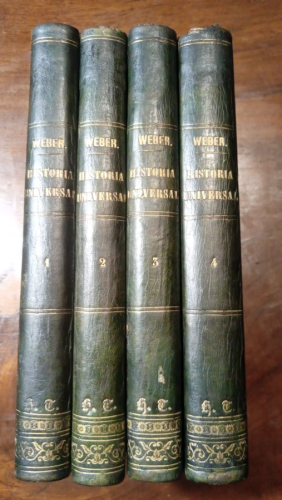 WEBER.
HISTORIA
UNIVERSAL
1
H. T.
WEBER.
HISTORIA
UNIVERSAL
2
H. T.
WEBER.
HISTORIA
UNIVERSAL
3
H. T.
WEBER.
HISTORIA
UNIVERSAL
4
H. T.